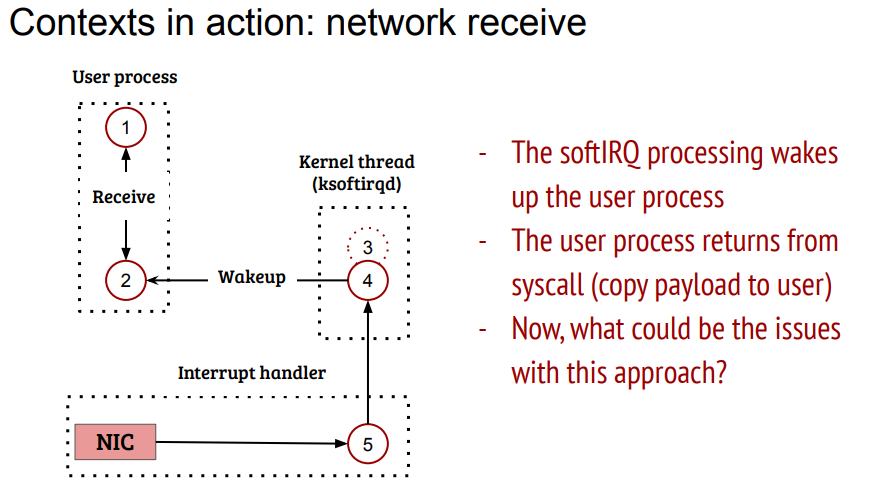 Contexts in action: network receive
User process
1
Receive
2
Kernel thread
(ksoftirqd)
3
4
Wakeup
Interrupt handler
NIC
5
- The softIRQ processing wakes
up the user process
- The user process returns from
syscall (copy payload to user)
- Now, what could be the issues
with this approach?